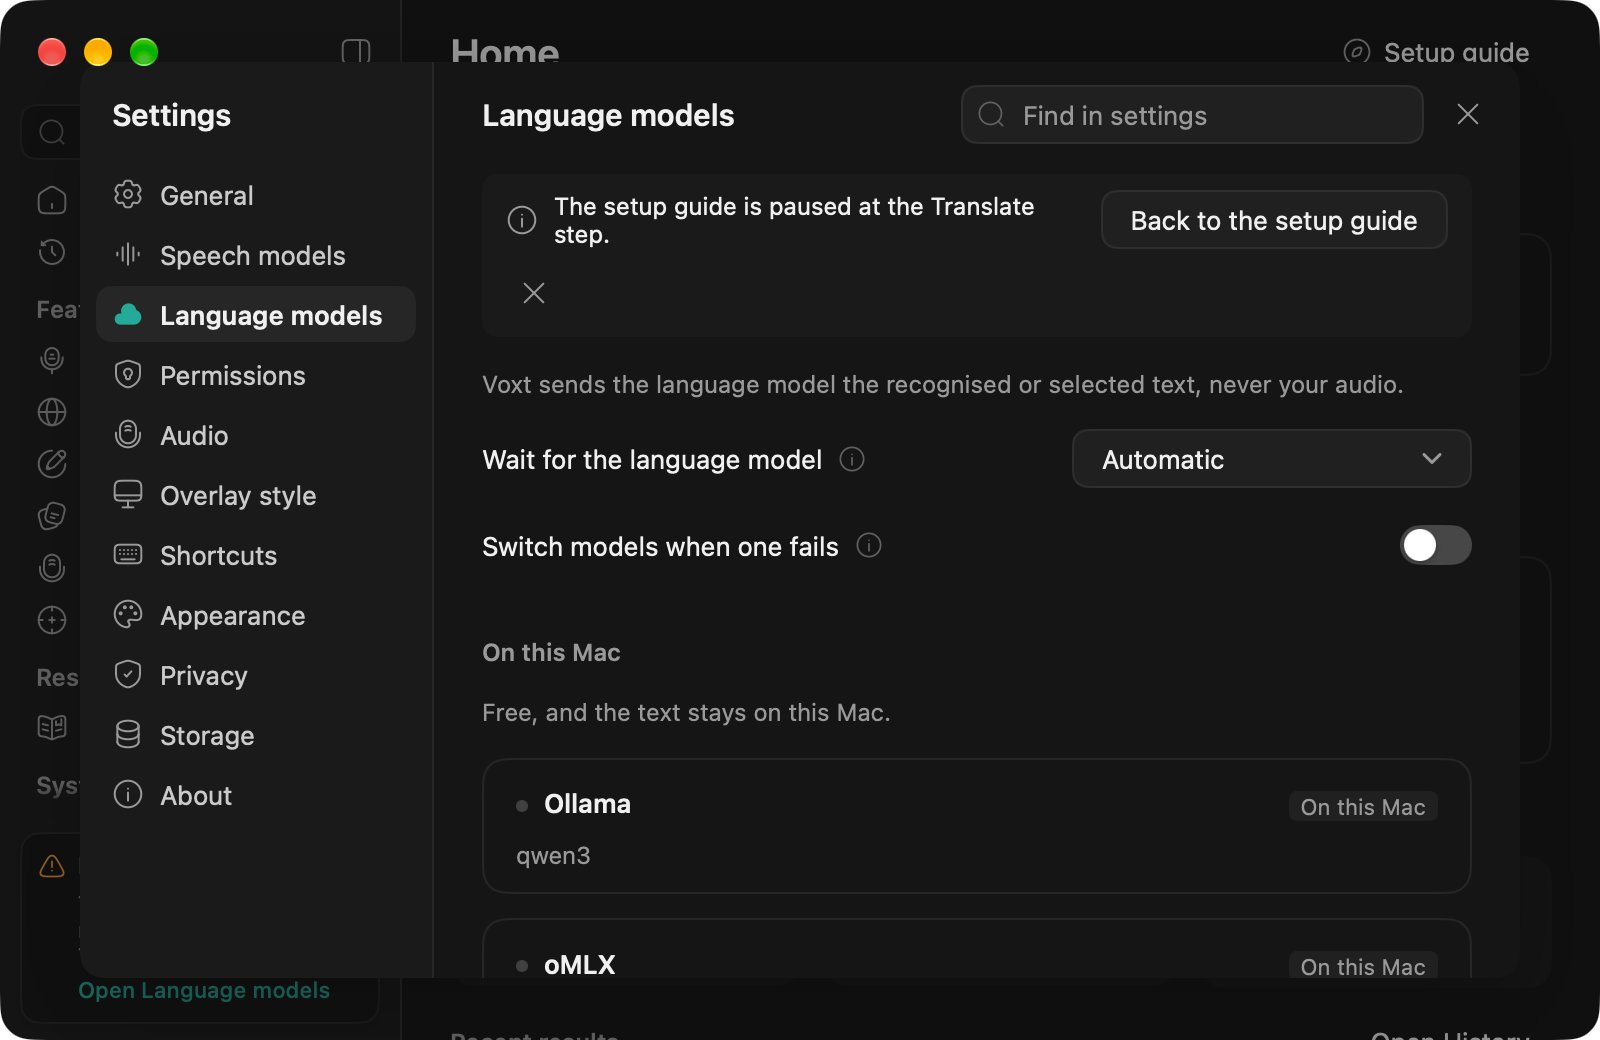 Home
Setup guide
Settings
Language models
Find in settings
General
Speech models
Language models
Permissions
Audio
Overlay style
Shortcuts
Appearance
Privacy
Storage
About
The setup guide is paused at the Translate
step.
Back to the setup guide
Voxt sends the language model the recognised or selected text, never your audio.
Wait for the language model
Automatic
Switch models when one fails
On this Mac
Free, and the text stays on this Mac.
Ollama
On this Mac
qwen3
oMLX
On this Mac
Open Language models
Recent results
Open History